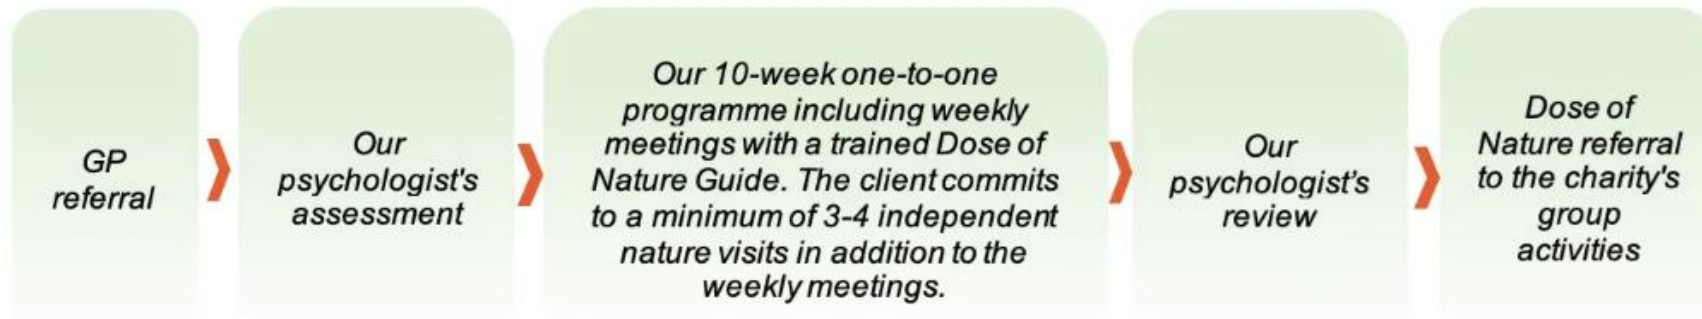 GP
referral
Our
psychologist's
assessment
Our 10-week one-to-one
programme including weekly
meetings with a trained Dose of
Nature Guide. The client commits
to a minimum of 3-4 independent
nature visits in addition to the
weekly meetings.
Our
psychologist’s
review
Dose of
Nature referral
to the charity's
group
activities